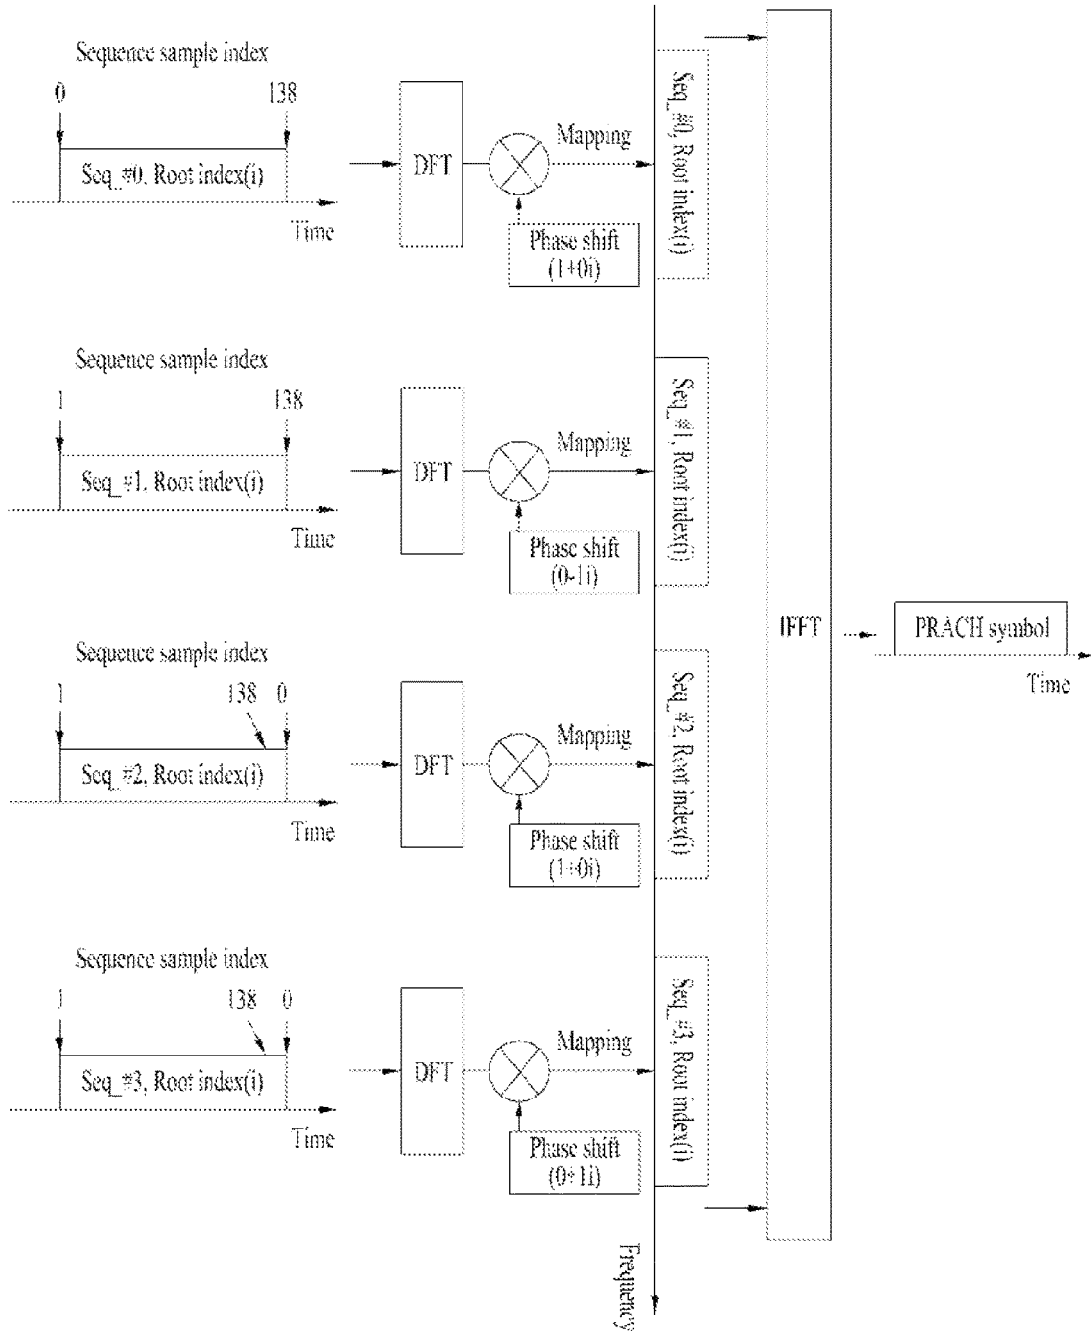 Sequence sample index
0 138
Seq_#0, Root index(i)
Time
DFT
Mapping
Phase shift
(1+0i)
Seq_#0, Root index(i)
Sequence sample index
1 138
Seq_#1, Root index(i)
Time
DFT
Mapping
Phase shift
(0-1i)
Seq_#1, Root index(i)
Sequence sample index
1 138 0
Seq_#2, Root index(i)
Time
DFT
Mapping
Phase shift
(1+0i)
Seq_#2, Root index(i)
Sequence sample index
1 138 0
Seq_#3, Root index(i)
Time
DFT
Mapping
Phase shift
(0+1i)
Seq_#3, Root index(i)
Frequency
IFFT
PRACH symbol
Time